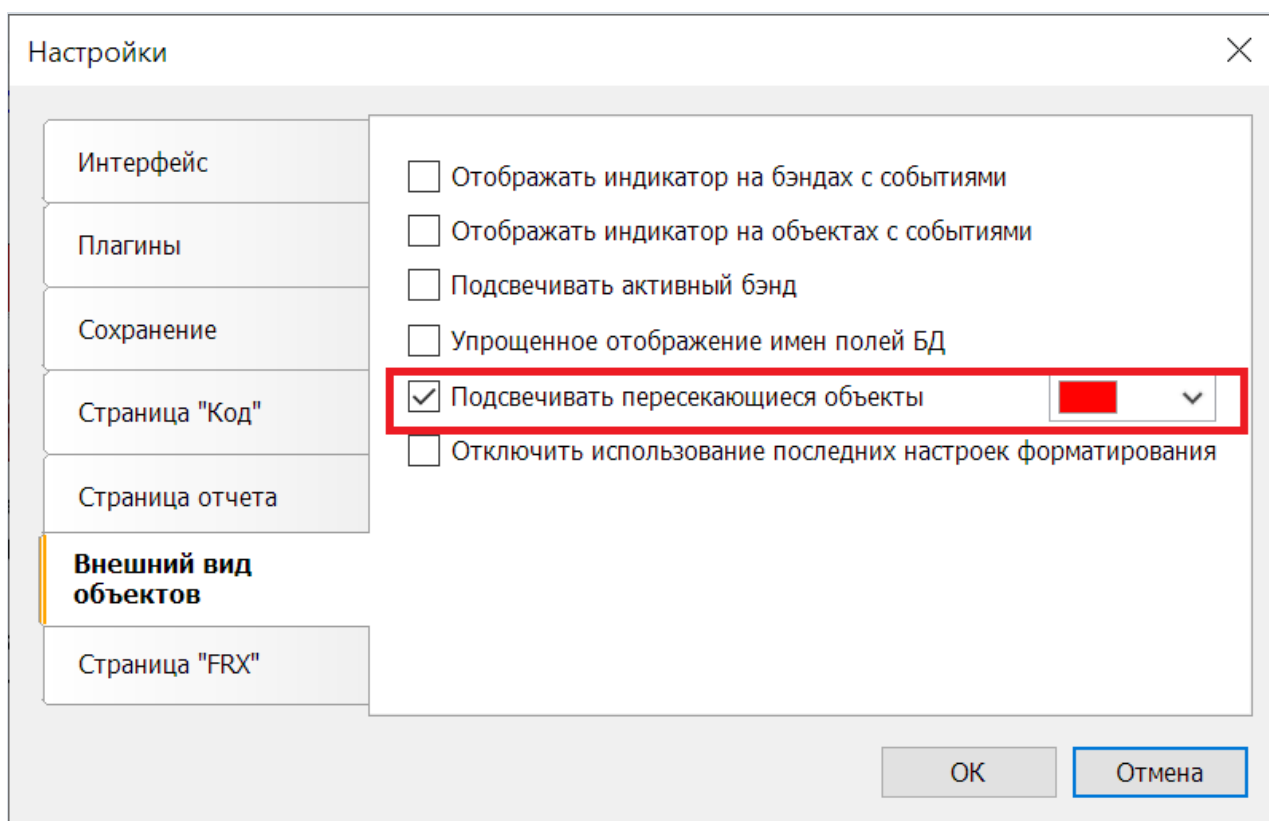 Настройки
Интерфейс
Плагины
Сохранение
Страница "Код"
Страница отчета
Внешний вид
объектов
Страница "FRX"
Отображать индикатор на бэндах с событиями
Отображать индикатор на объектах с событиями
Подсвечивать активный бэнд
Упрощенное отображение имен полей БД
Подсвечивать пересекающиеся объекты
Отключить использование последних настроек форматирования
ОК
Отмена